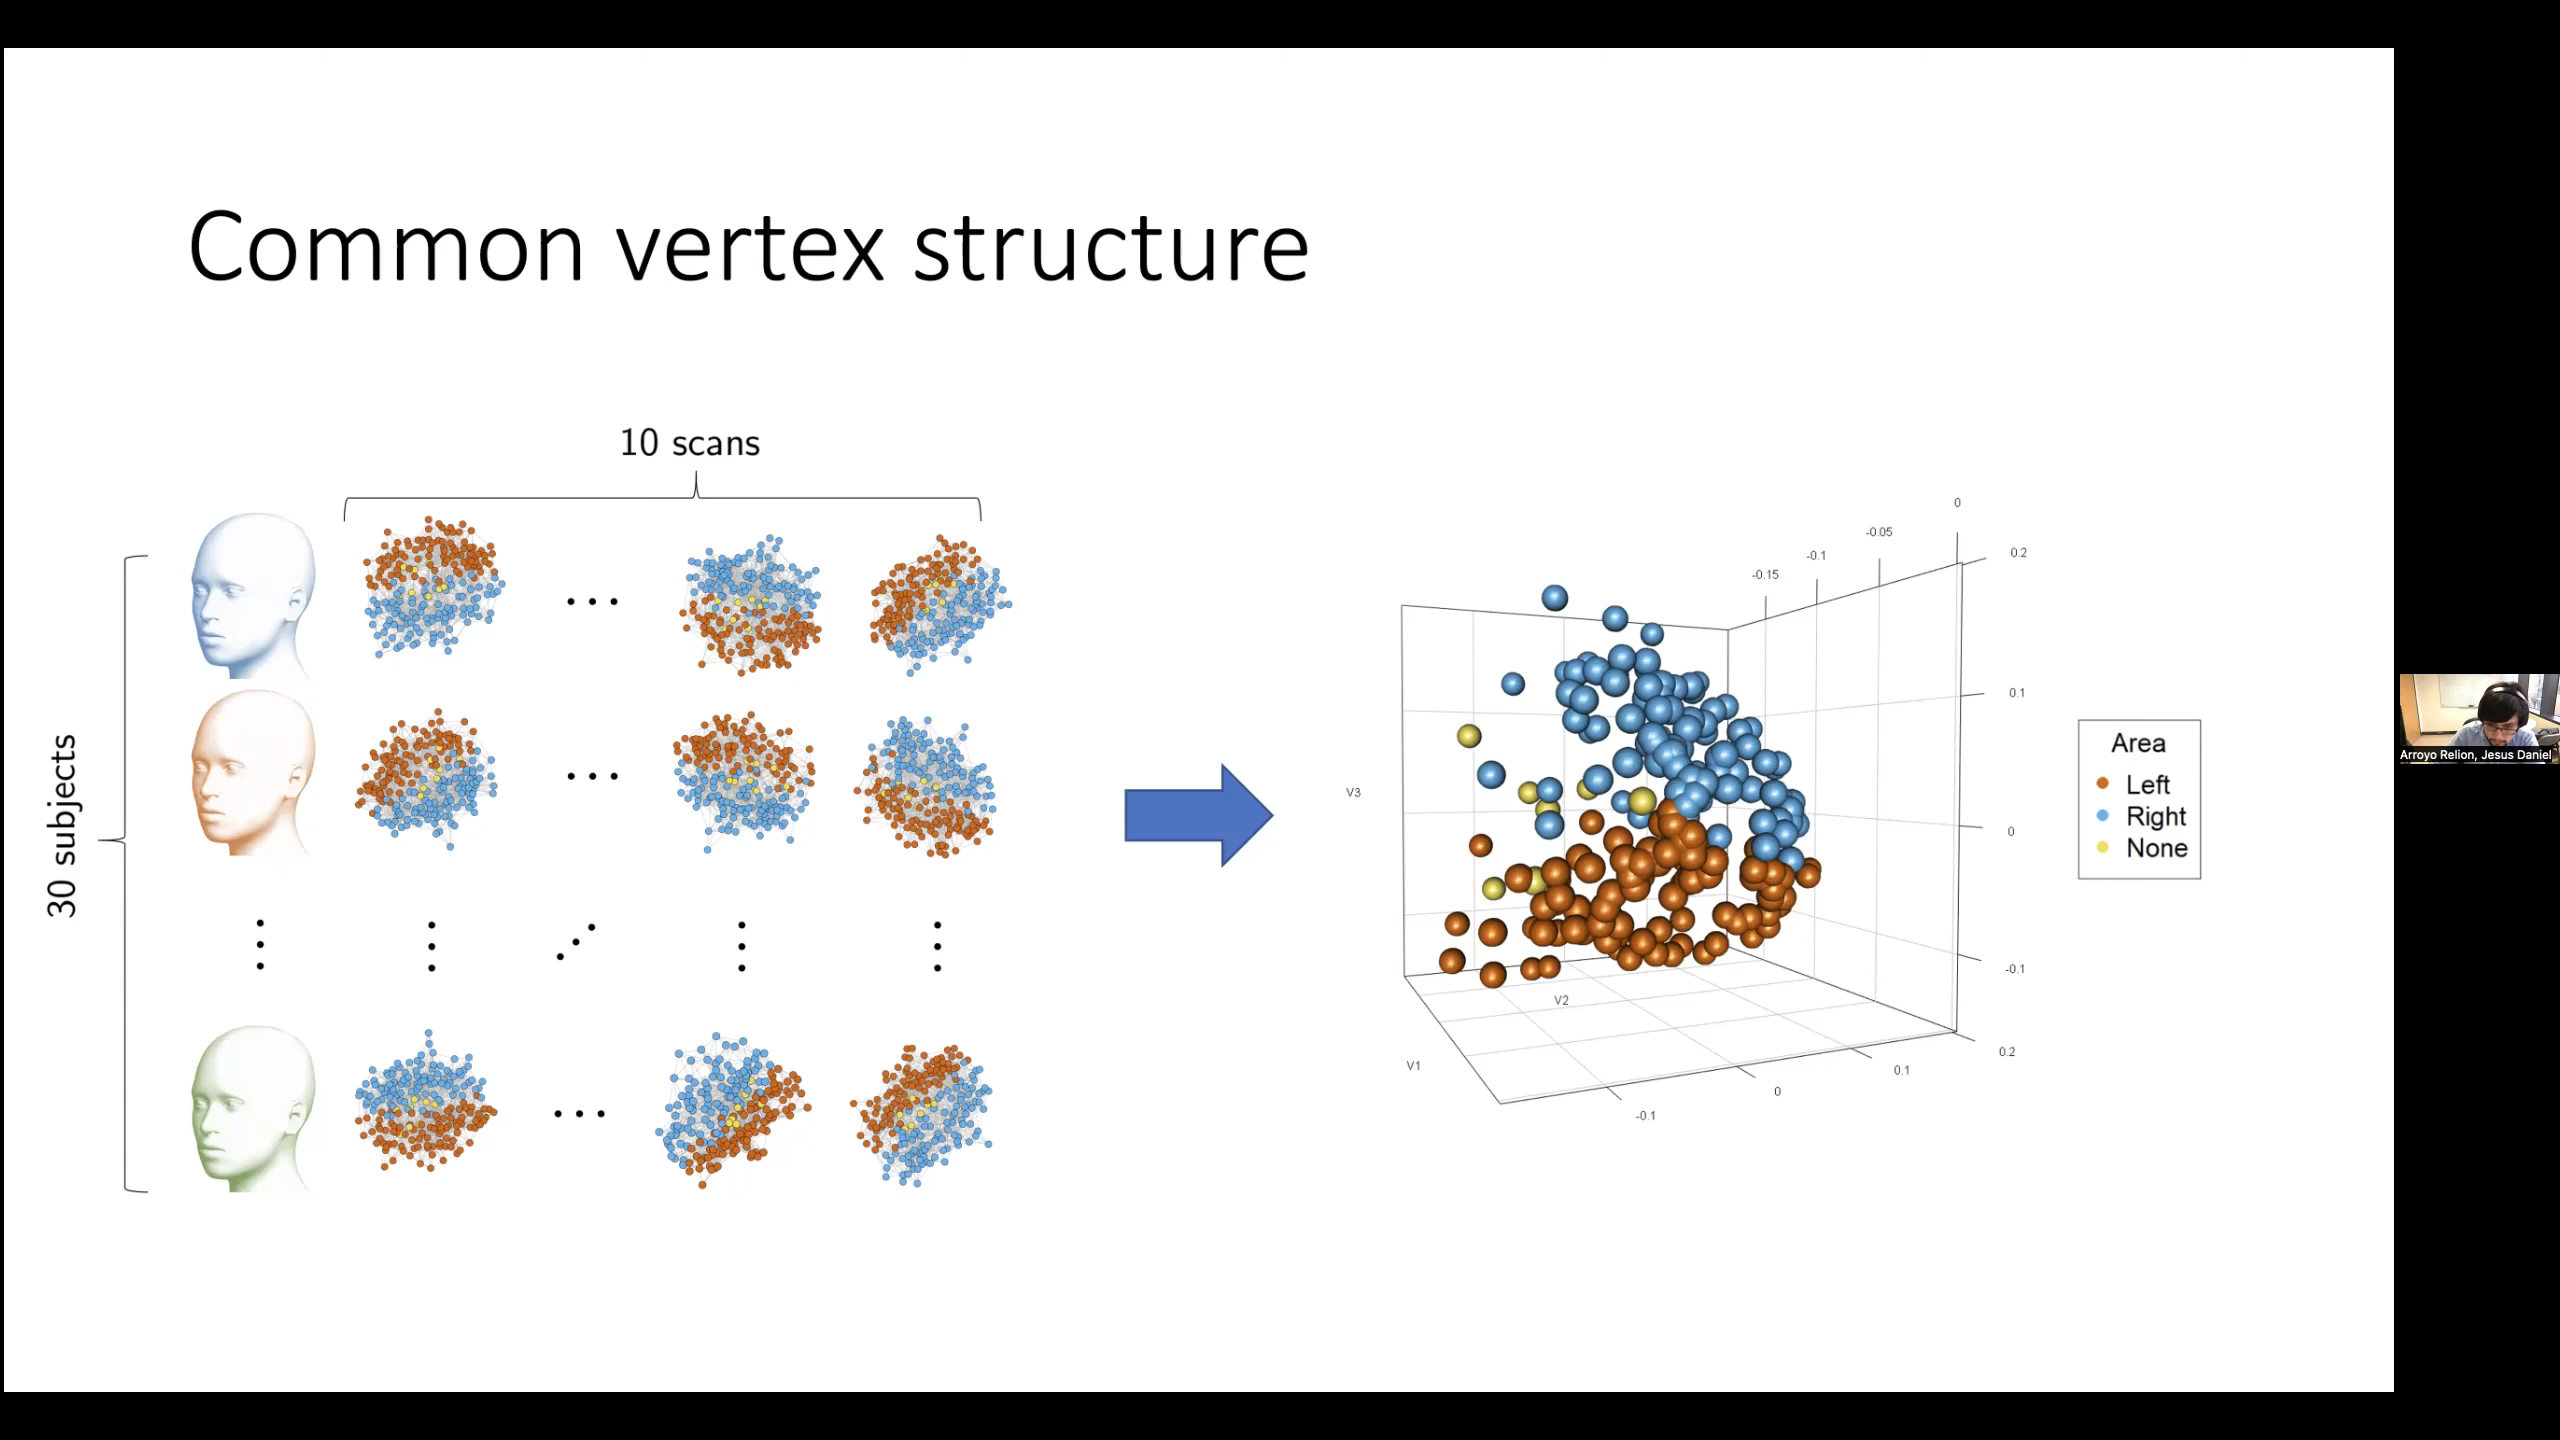 Common vertex structure
10 scans
30 subjects
0
-0.05
-0.1
-0.15
0.2
0.1
0
-0.1
0.2
0.1
0
-0.1
V3
V2
V1
Area
Left
Right
None
Arroyo Relion, Jesus Daniel